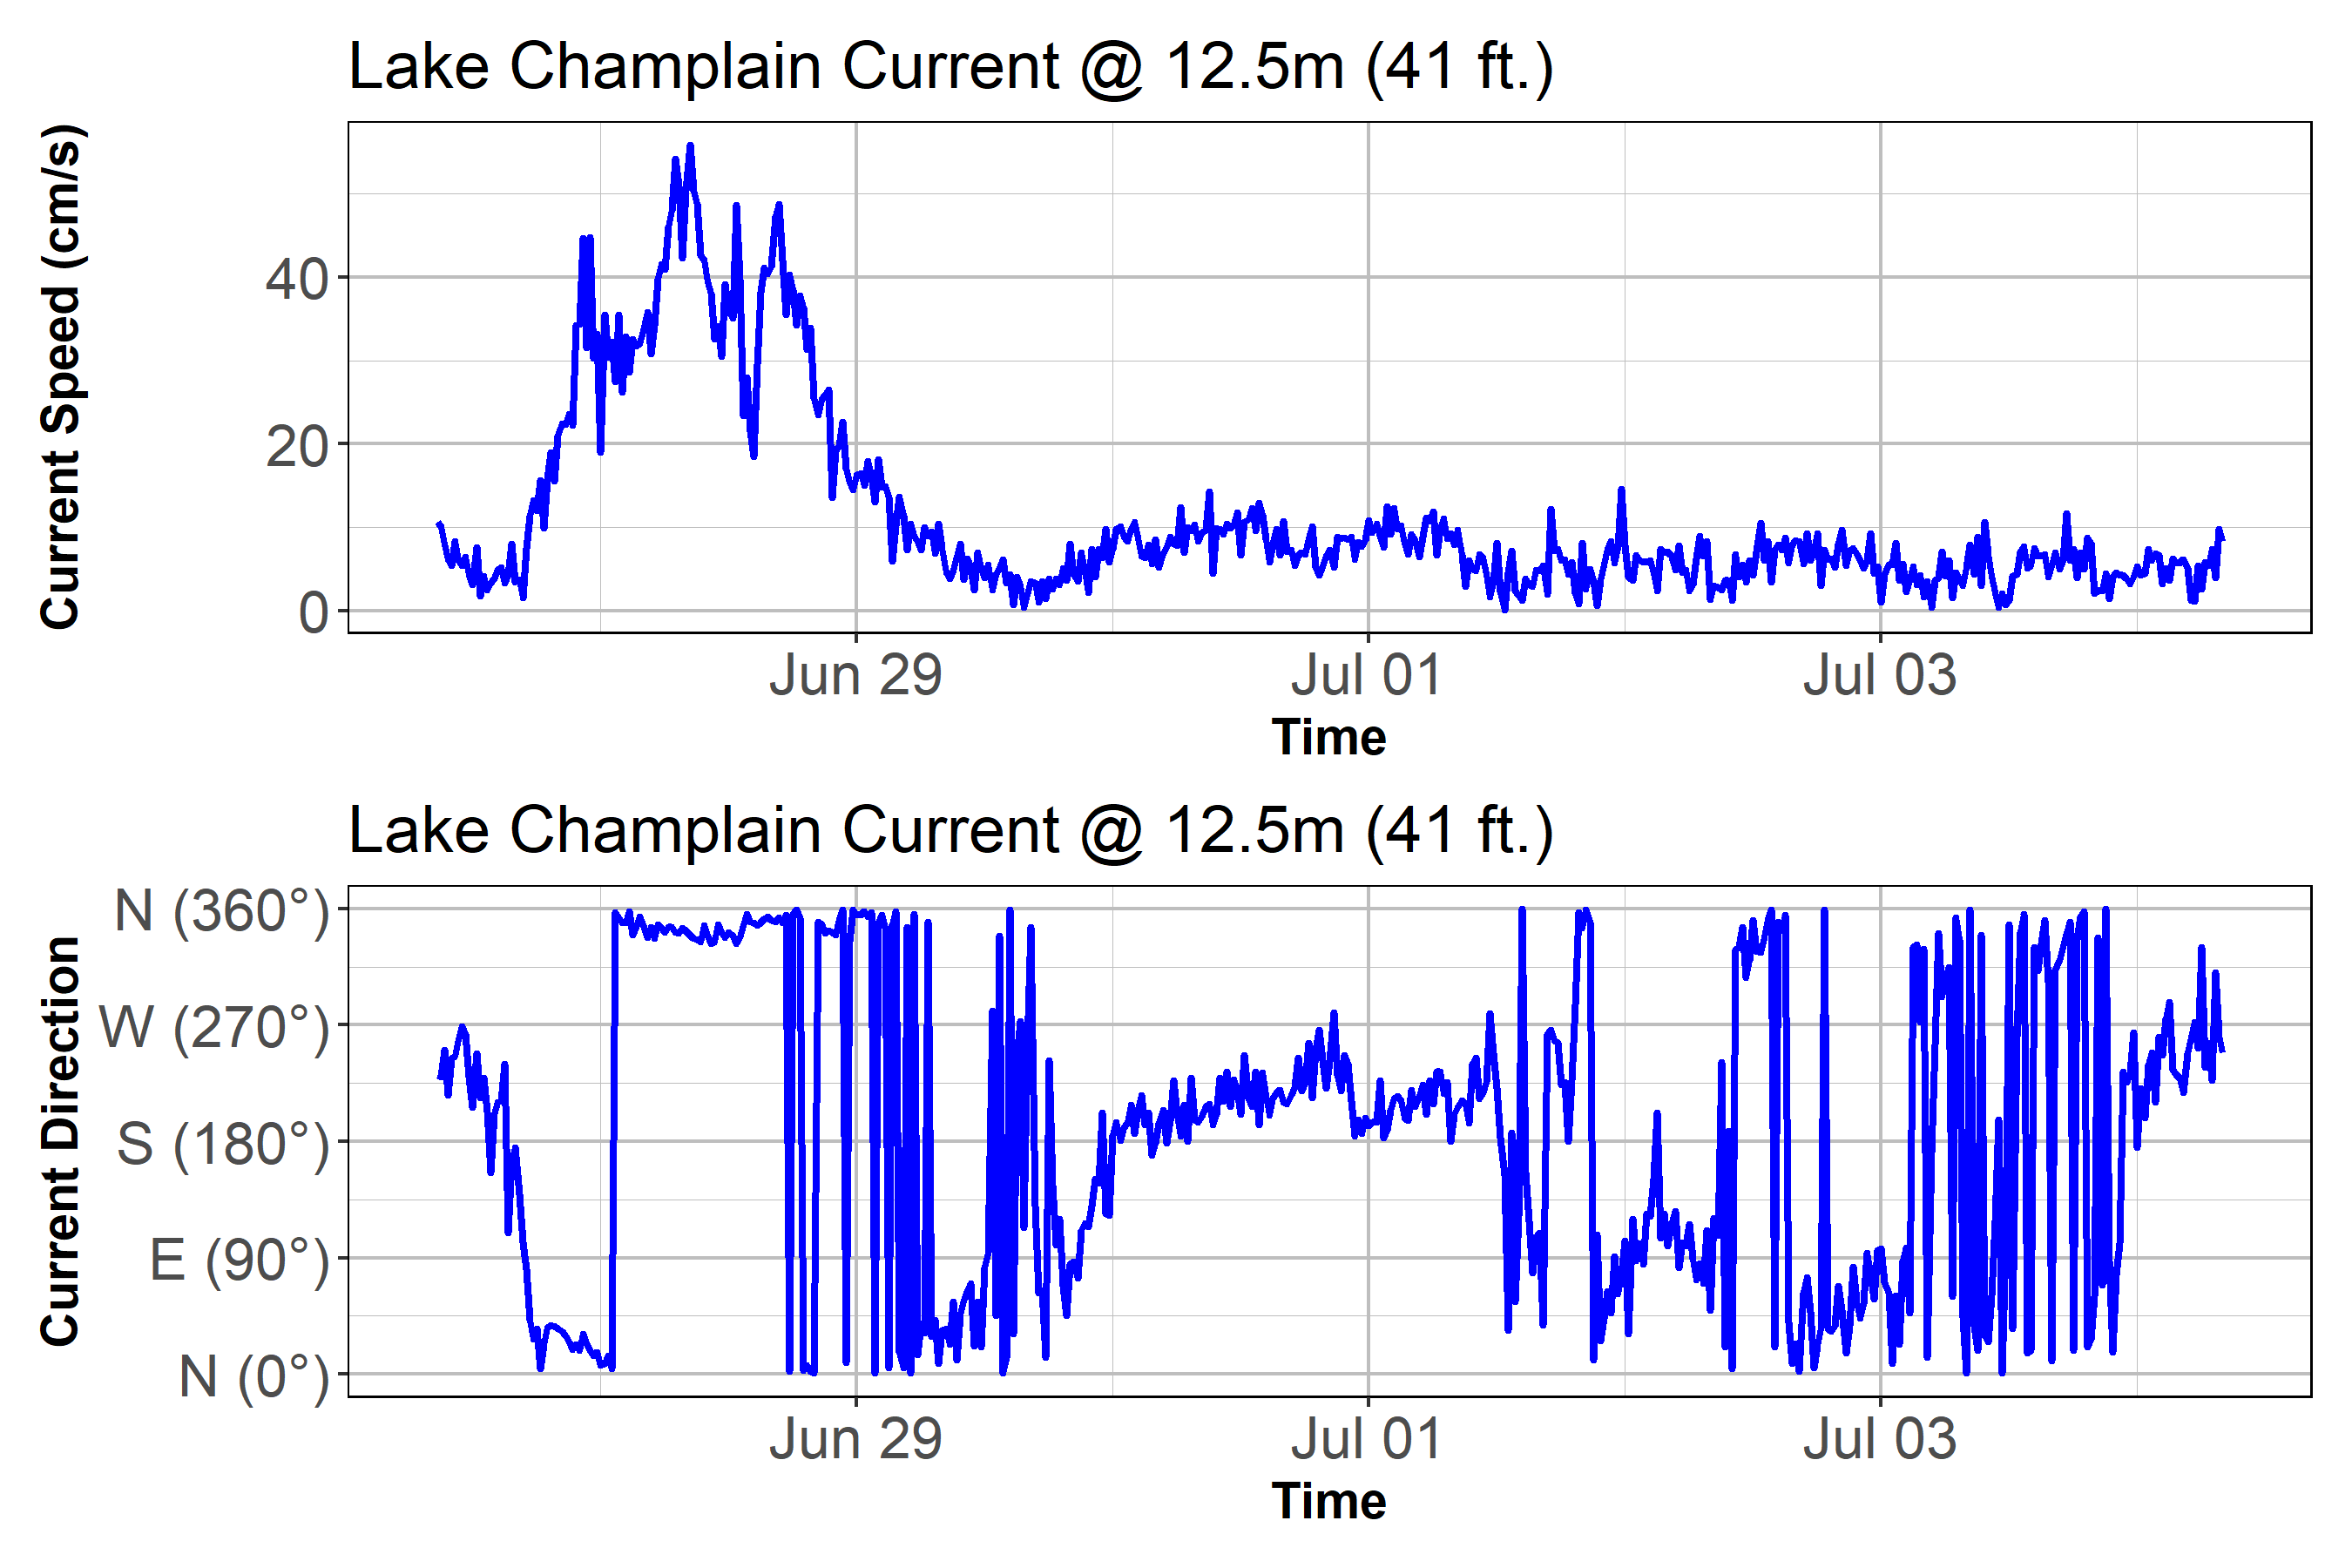 Lake Champlain Current @ 12.5m (41 ft.)
Current Speed (cm/s)
40
20
0
Jun 29 Jul 01 Jul 03
Time
Lake Champlain Current @ 12.5m (41 ft.)
Current Direction
N (360°)
W (270°)
S (180°)
E (90°)
N (0°)
Jun 29 Jul 01 Jul 03
Time